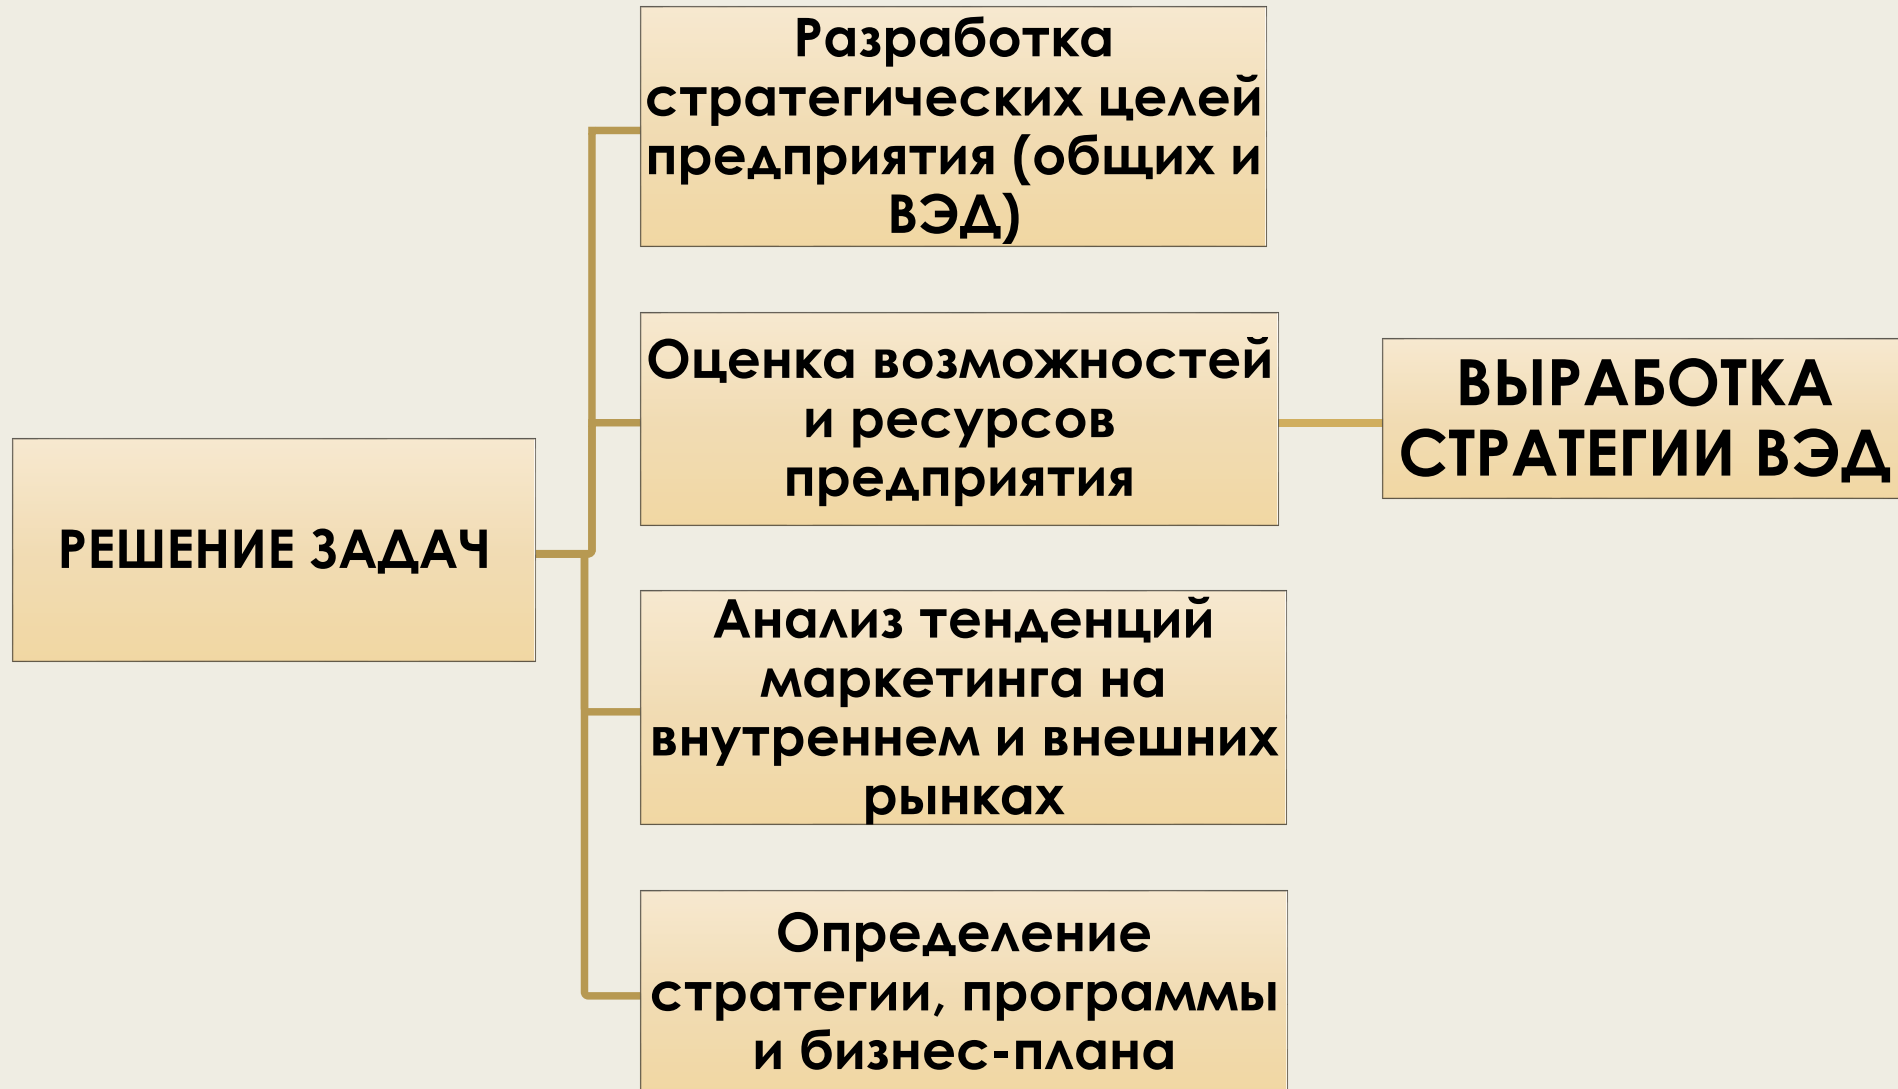 РЕШЕНИЕ ЗАДАЧ
Разработка
стратегических целей
предприятия (общих и
ВЭД)
Оценка возможностей
и ресурсов
предприятия
ВЫРАБОТКА
СТРАТЕГИИ ВЭД
Анализ тенденций
маркетинга на
внутреннем и внешних
рынках
Определение
стратегии, программы
и бизнес-плана